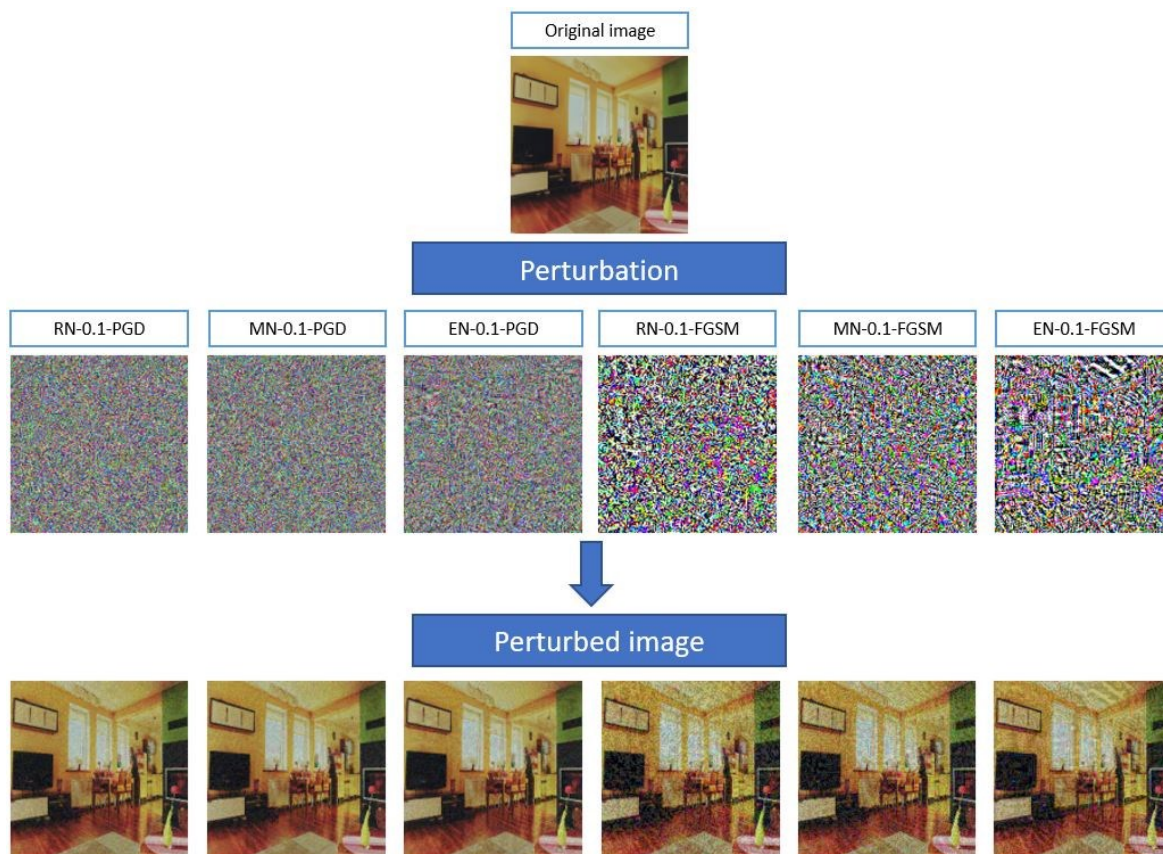 Original image
Perturbation
RN-0.1-PGD
MN-0.1-PGD
EN-0.1-PGD
RN-0.1-FGSM
MN-0.1-FGSM
EN-0.1-FGSM
Perturbed image